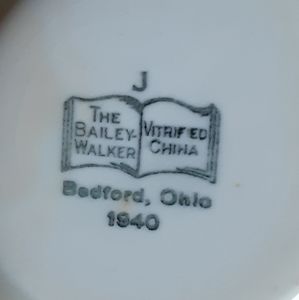 J
THE
BAILEY-
WALKER
VITRIFIED
CHINA
Bedford, Ohio
1940